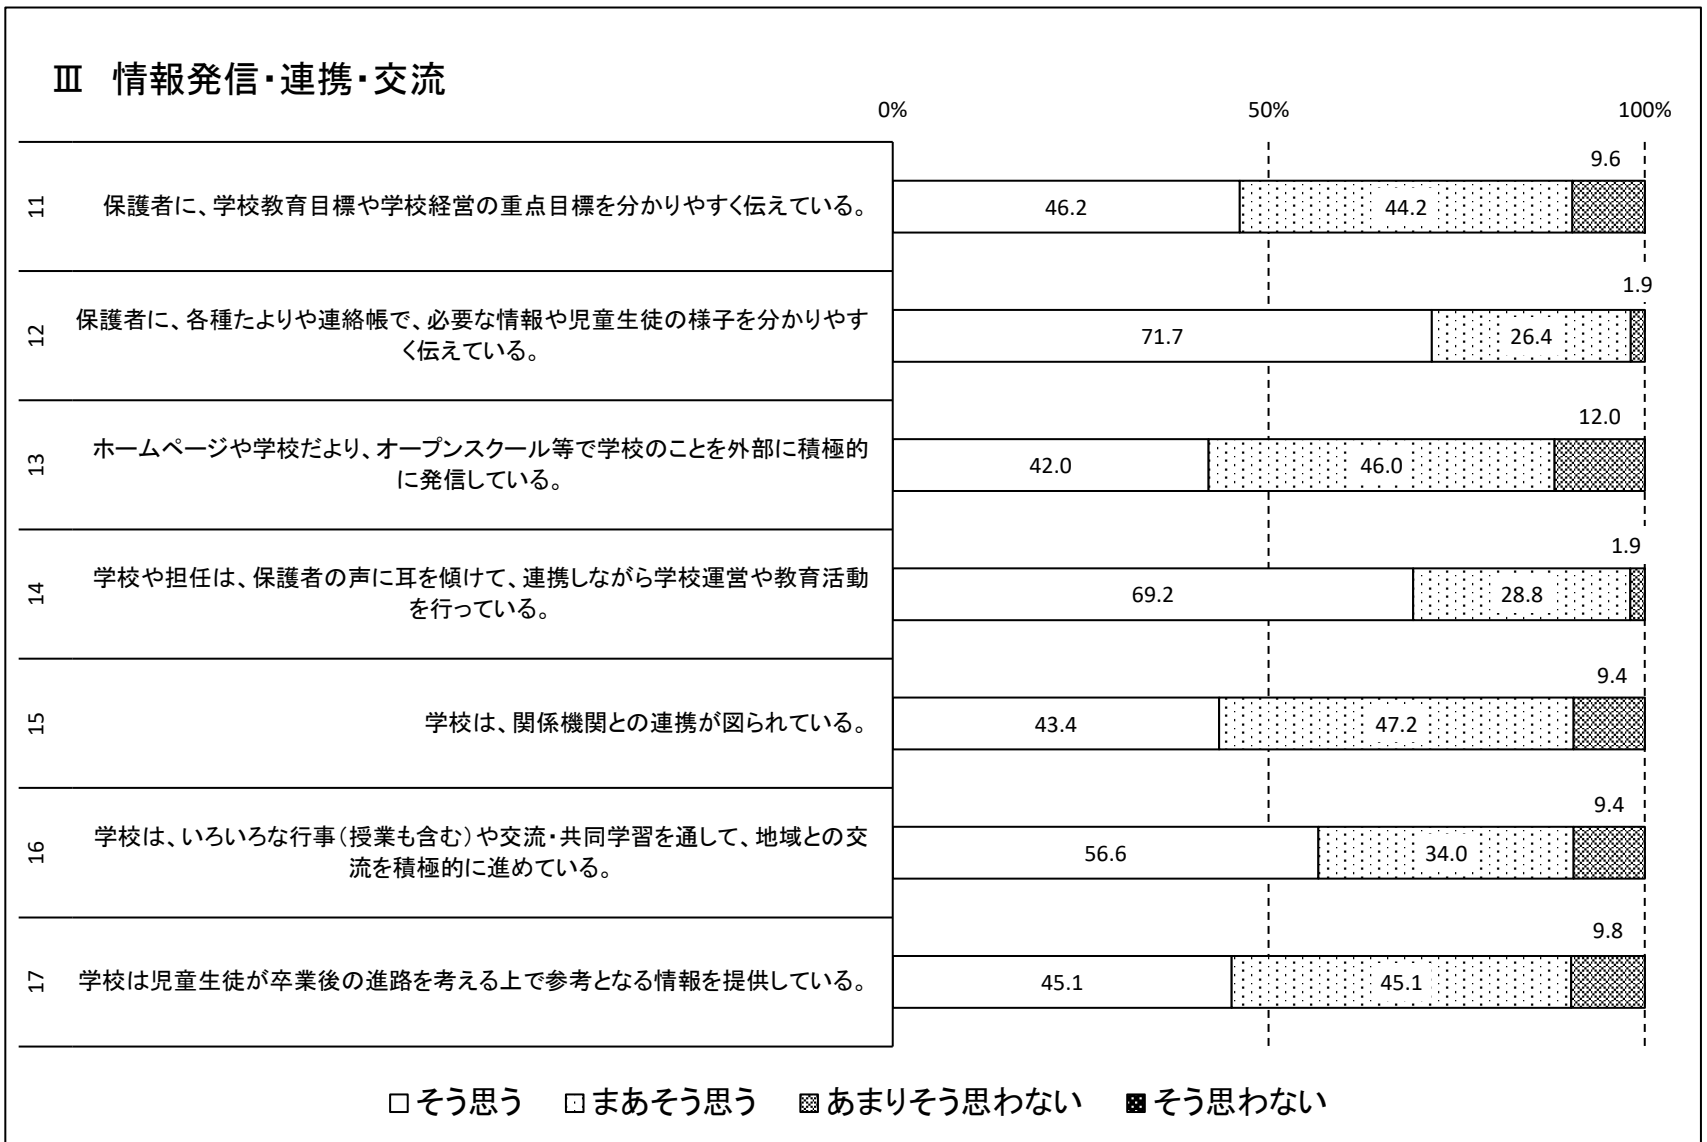 Ⅲ 情報発信・連携・交流
0% 50% 100%
11 保護者に、学校教育目標や学校経営の重点目標を分かりやすく伝えている。 46.2 44.2 9.6
12 保護者に、各種たよりや連絡帳で、必要な情報や児童生徒の様子を分かりやす
く伝えている。 71.7 26.4 1.9
13 ホームページや学校だより、オープンスクール等で学校のことを外部に積極的
に発信している。 42.0 46.0 12.0
14 学校や担任は、保護者の声に耳を傾けて、連携しながら学校運営や教育活動
を行っている。 69.2 28.8 1.9
15 学校は、関係機関との連携が図られている。 43.4 47.2 9.4
16 学校は、いろいろな行事(授業も含む)や交流・共同学習を通して、地域との交
流を積極的に進めている。 56.6 34.0 9.4
17 学校は児童生徒が卒業後の進路を考える上で参考となる情報を提供している。 45.1 45.1 9.8
そう思う まあそう思う あまりそう思わない そう思わない